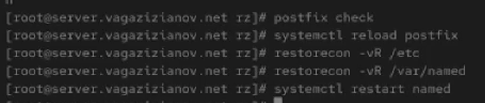 [root@server.vagazizianov.net rz]# postfix check
[root@server.vagazizianov.net rz]# systemctl reload postfix
[root@server.vagazizianov.net rz]# restorecon -vR /etc
[root@server.vagazizianov.net rz]# restorecon -vR /var/named
[root@server.vagazizianov.net rz]# systemctl restart named